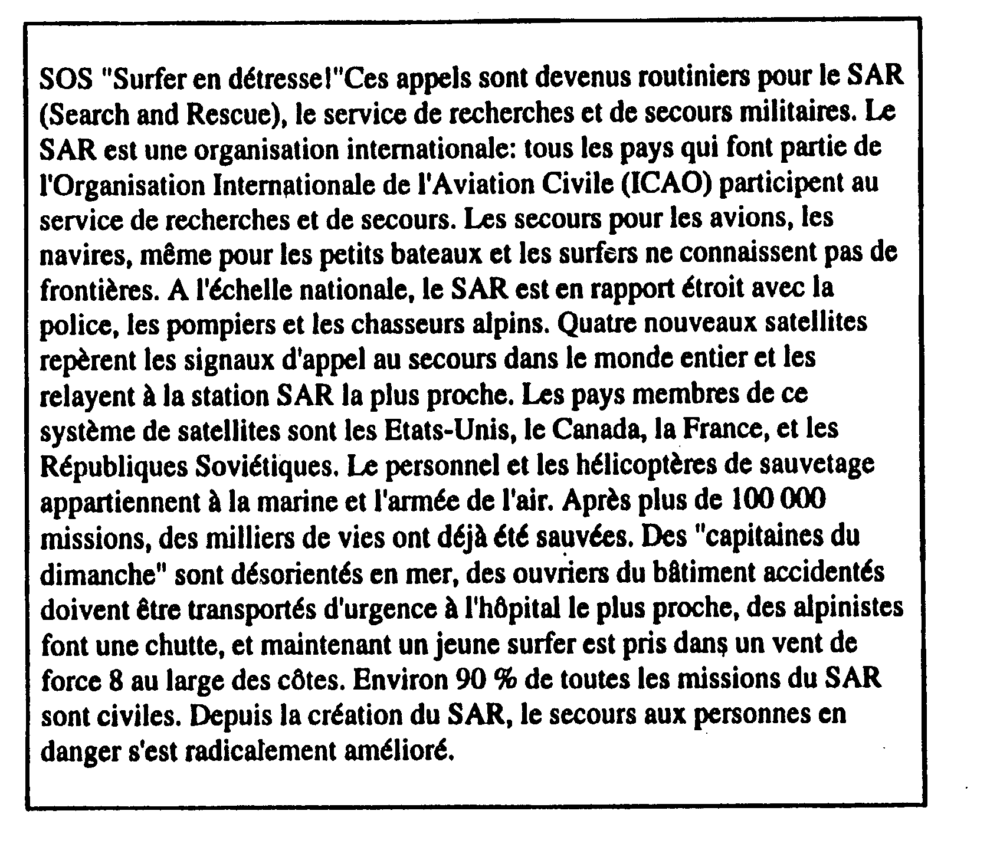 SOS "Surfer en détresse!"Ces appels sont devenus routiniers pour le SAR
(Search and Rescue), le service de recherches et de secours militaires. Le
SAR est une organisation internationale: tous les pays qui font partie de
l'Organisation Internationale de l'Aviation Civile (ICAO) participent au
service de recherches et de secours. Les secours pour les avions, les
navires, même pour les petits bateaux et les surfers ne connaissent pas de
frontières. A l'échelle nationale, le SAR est en rapport étroit avec la
police, les pompiers et les chasseurs alpins. Quatre nouveaux satellites
repèrent les signaux d'appel au secours dans le monde entier et les
relayent à la station SAR la plus proche. Les pays membres de ce
système de satellites sont les Etats-Unis, le Canada, la France, et les
Républiques Soviétiques. Le personnel et les hélicoptères de sauvetage
appartiennent à la marine et l'armée de l'air. Après plus de 100 000
missions, des milliers de vies ont déjà été sauvées. Des "capitaines du
dimanche" sont désorientés en mer, des ouvriers du bâtiment accidentés
doivent être transportés d'urgence à l'hôpital le plus proche, des alpinistes
font une chutte, et maintenant un jeune surfer est pris dans un vent de
force 8 au large des côtes. Environ 90 % de toutes les missions du SAR
sont civiles. Depuis la création du SAR, le secours aux personnes en
danger s'est radicalement amélioré.